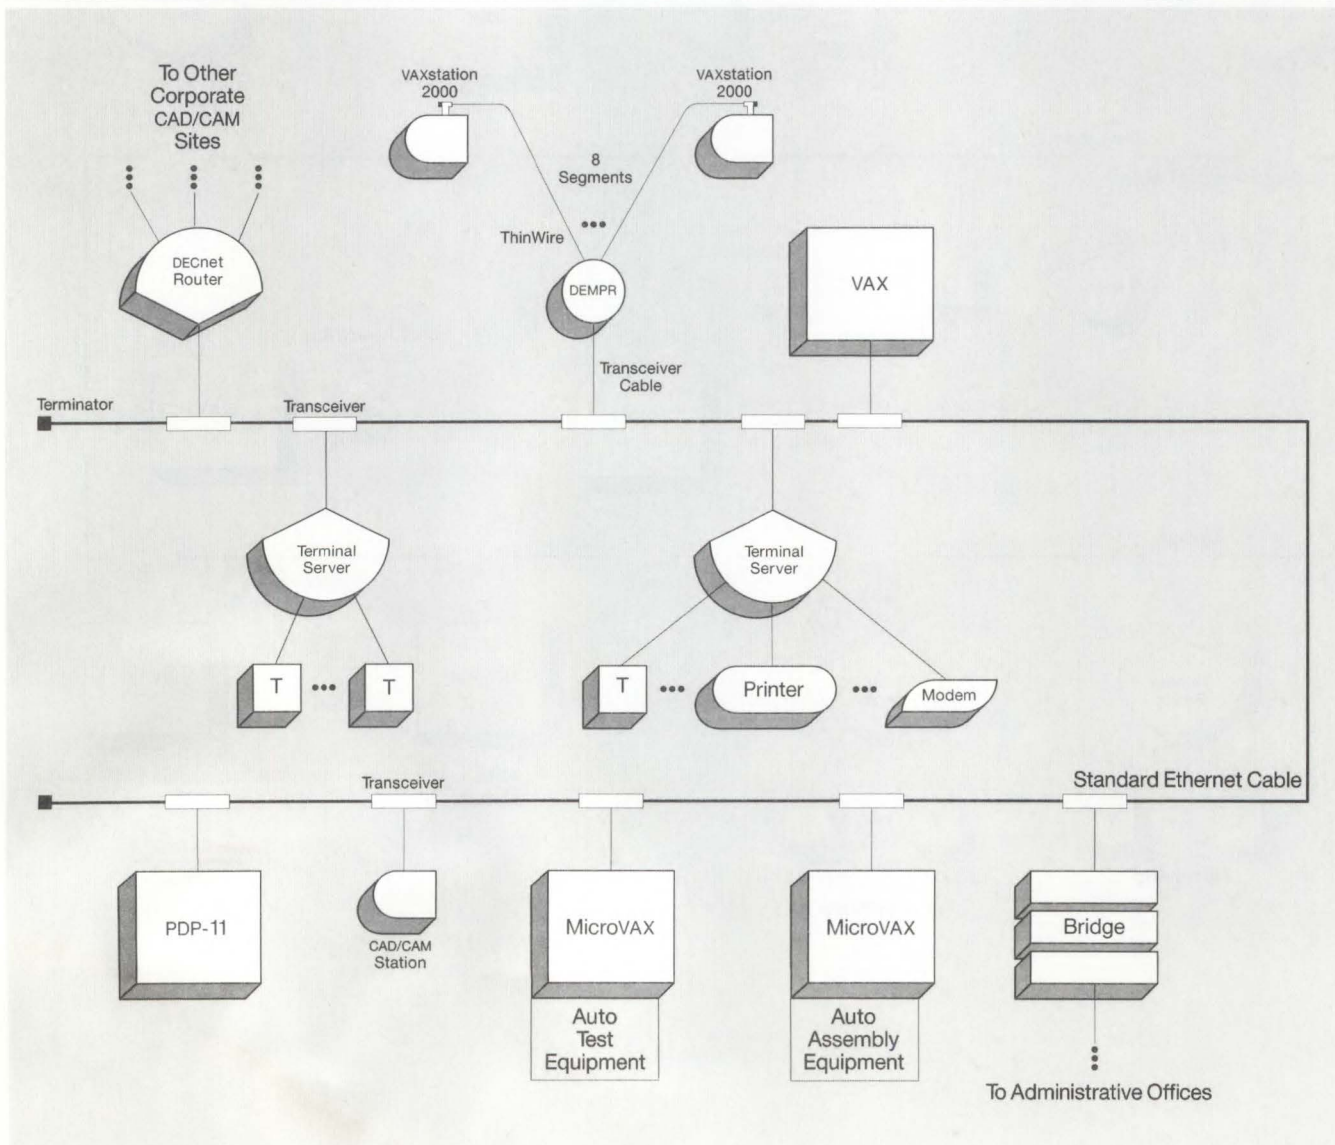 To Other
Corporate
CAD/CAM
Sites
VAXstation
2000
VAXstation
2000
8
Segments
ThinWire
DECnet
Router
DEMPR
VAX
Transceiver
Cable
Terminator
Transceiver
Terminal
Server
Terminal
Server
T
T
T
Printer
Modem
Transceiver
Standard Ethernet Cable
PDP-11
CAD/CAM
Station
MicroVAX
MicroVAX
Bridge
Auto
Test
Equipment
Auto
Assembly
Equipment
To Administrative Offices